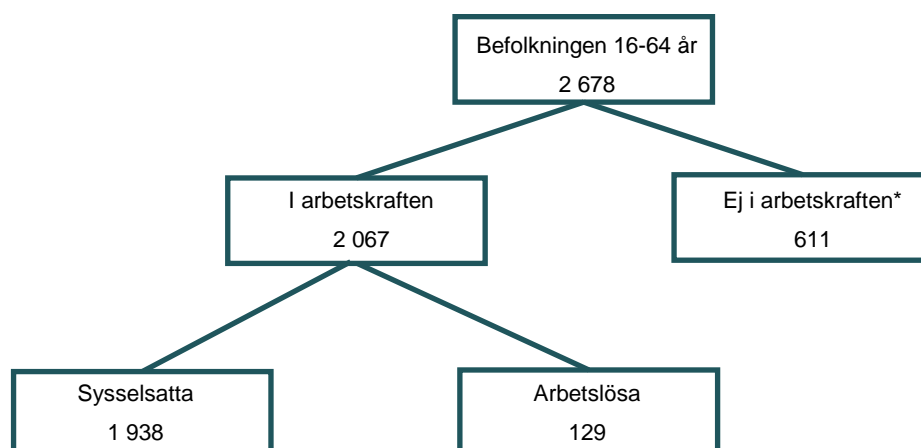 Befolkningen 16-64 år
2 678
I arbetskraften
2 067
Ej i arbetskraften*
611
Sysselsatta
1 938
Arbetslösa
129